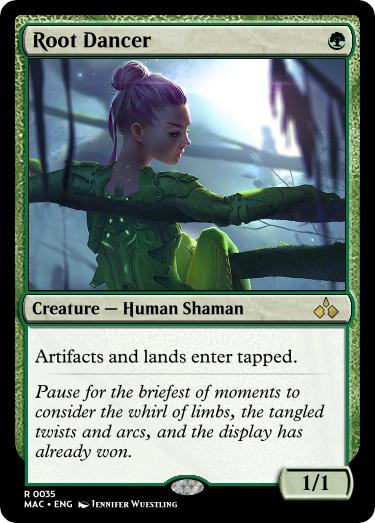 Root Dancer
Creature — Human Shaman
Artifacts and lands enter tapped.
Pause for the briefest of moments to
consider the whirl of limbs, the tangled
twists and arcs, and the display has
already won.
1/1
R 0035
MAC • ENG Jennifer Wuestling